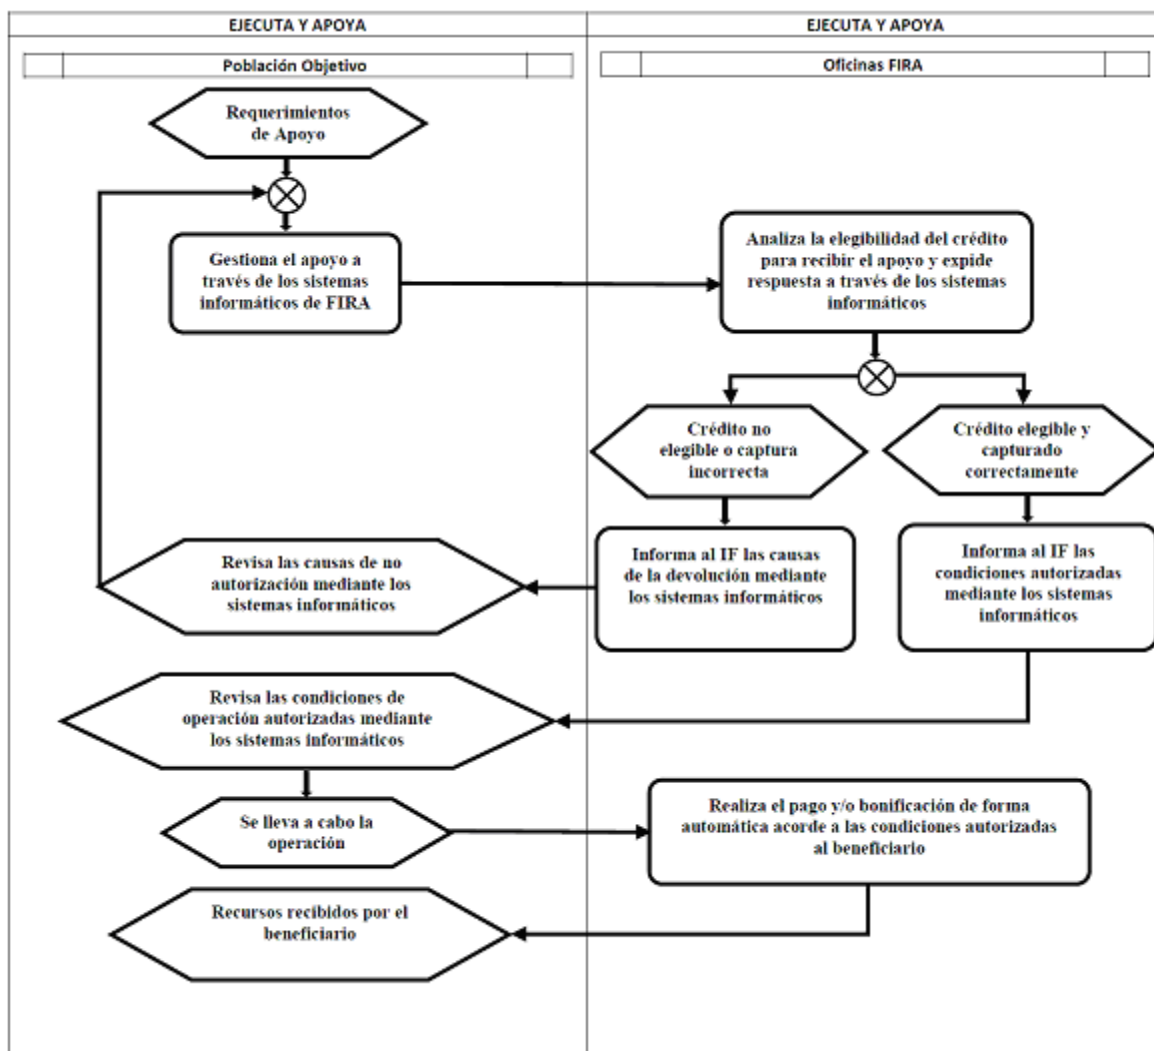 EJECUTA Y APOYA
EJECUTA Y APOYA
Población Objetivo
Oficinas FIRA
Requerimientos
de Apoyo
Gestiona el apoyo a
través de los sistemas
informáticos de FIRA
Analiza la elegibilidad del crédito
para recibir el apoyo y expide
respuesta a través de los sistemas
informáticos
Crédito no
elegible o captura
incorrecta
Crédito elegible y
capturado
correctamente
Informa al IF las causas
de la devolución mediante
los sistemas informáticos
Informa al IF las
condiciones autorizadas
mediante los sistemas
informáticos
Revisa las causas de no
autorización mediante los
sistemas informáticos
Revisa las condiciones de
operación autorizadas mediante
los sistemas informáticos
Se lleva a cabo la
operación
Realiza el pago y/o bonificación de forma
automática acorde a las condiciones autorizadas
al beneficiario
Recursos recibidos por el
beneficiario